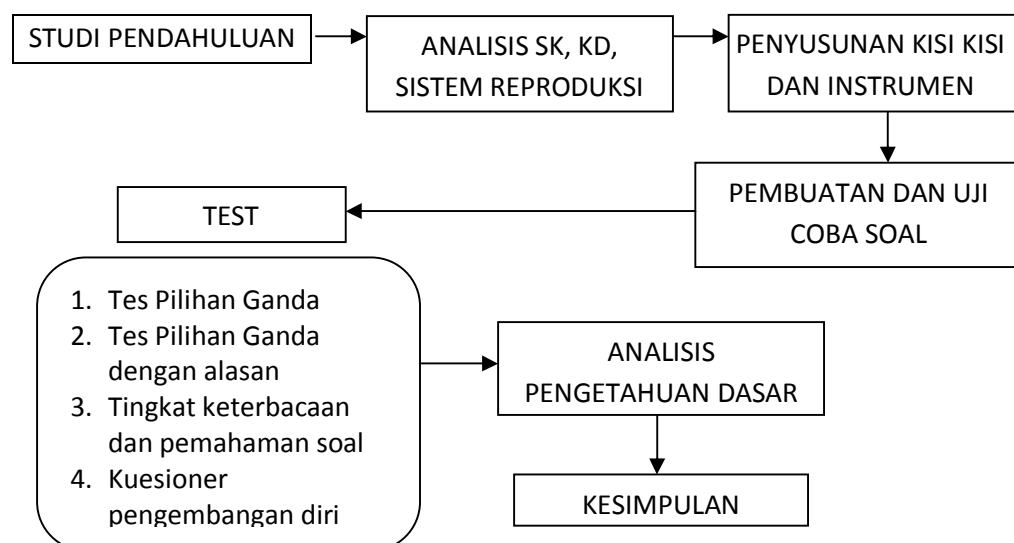 STUDI PENDAHULUAN
ANALISIS SK, KD,
SISTEM REPRODUKSI
PENYUSUNAN KISI KISI
DAN INSTRUMEN
PEMBUATAN DAN UJI
COBA SOAL
TEST
1. Tes Pilihan Ganda
2. Tes Pilihan Ganda
dengan alasan
3. Tingkat keterbacaan
dan pemahaman soal
4. Kuesioner
pengembangan diri
ANALISIS
PENGETAHUAN DASAR
KESIMPULAN